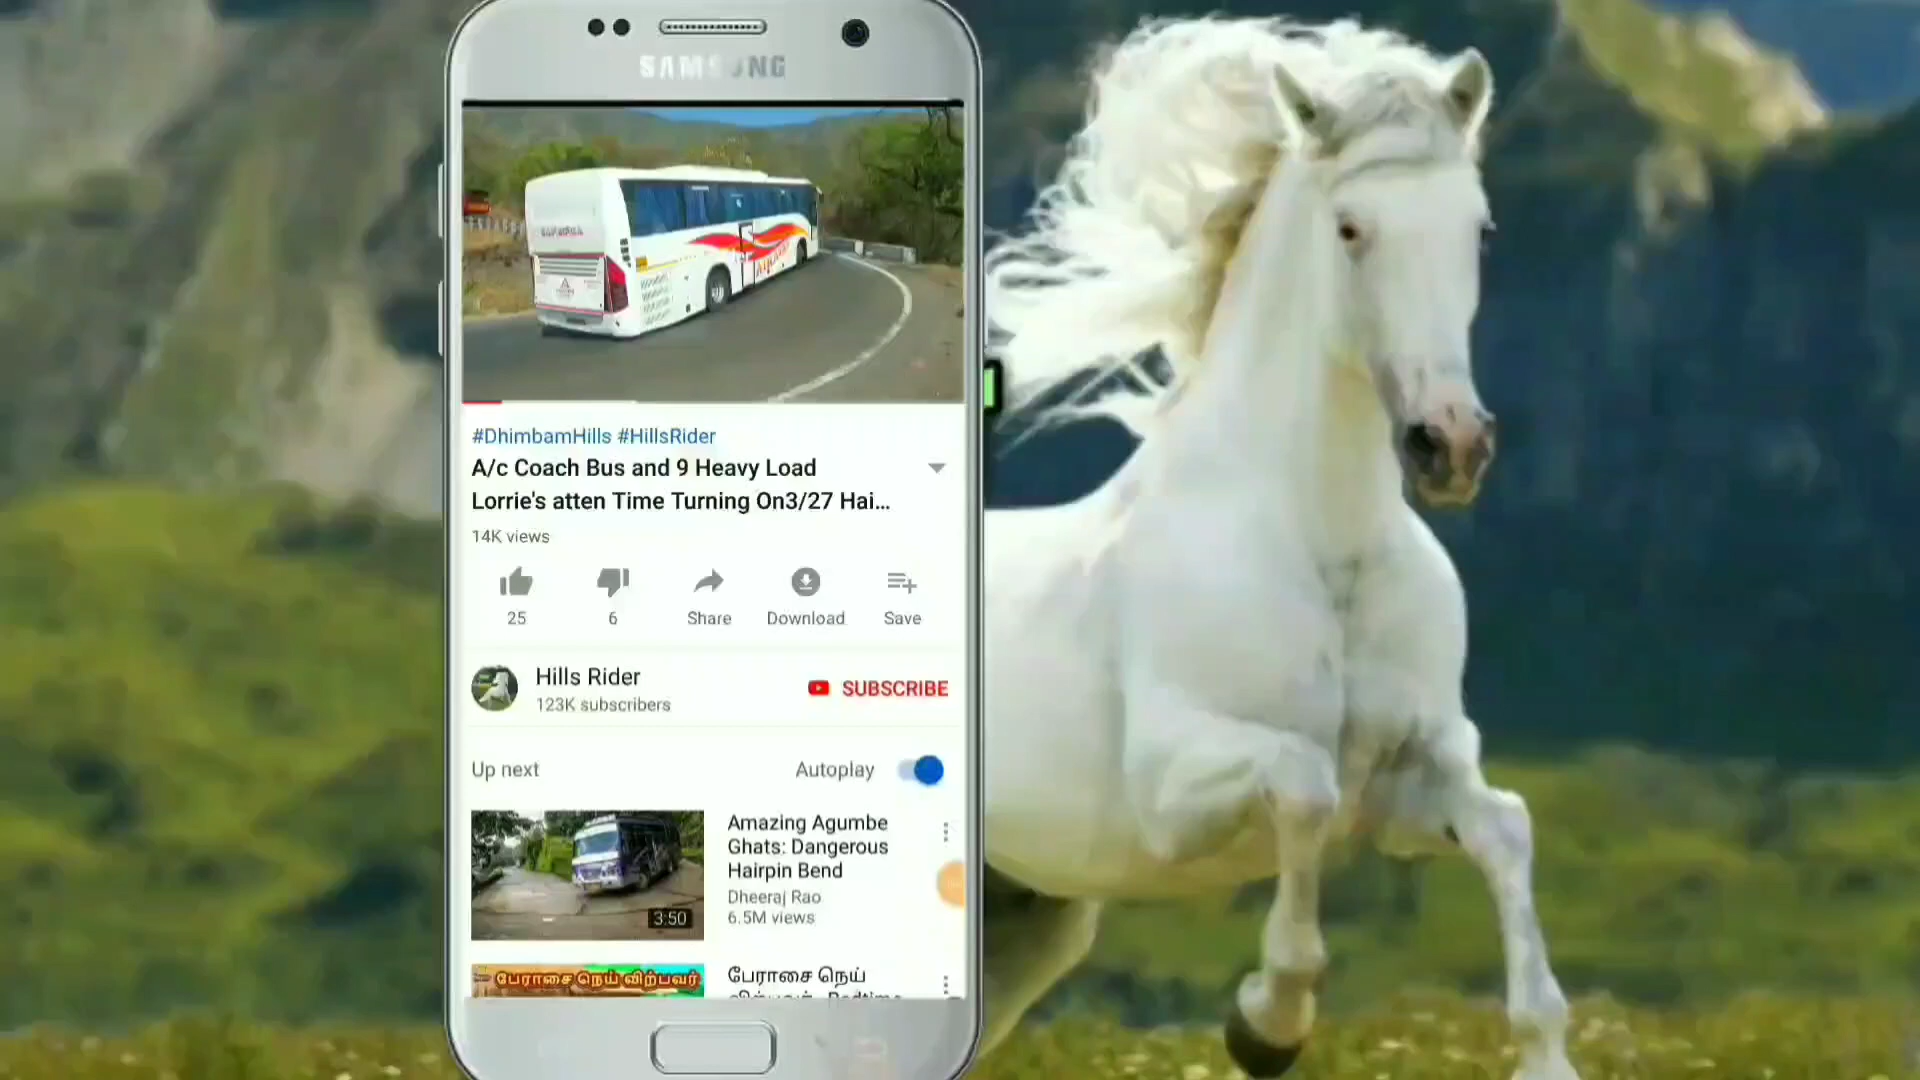 SAMSUNG
#DhimbamHills #HillsRider
A/c Coach Bus and 9 Heavy Load
Lorrie's atten Time Turning On3/27 Hai...
14K views
25
6
Share
Download
Save
Hills Rider
123K subscribers
SUBSCRIBE
Up next
Autoplay
Amazing Agumbe
Ghats: Dangerous
Hairpin Bend
Dheeraj Rao
6.5M views
3:50
பேராசை நெய் விற்பவர்
பேராசை நெய்